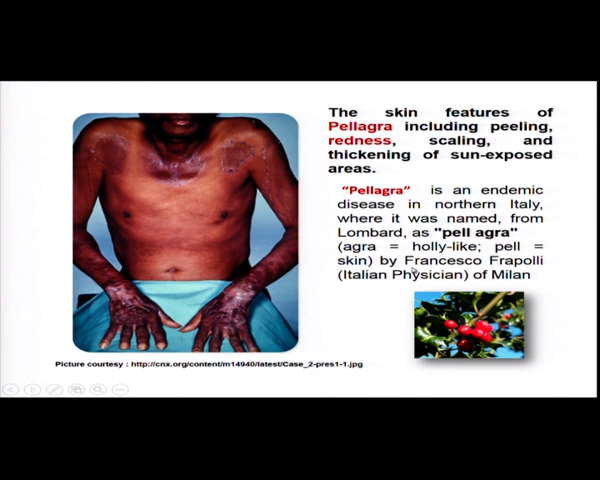 The skin features of
Pellagra including peeling,
redness, scaling, and
thickening of sun-exposed
areas.
“Pellagra” is an endemic
disease in northern Italy,
where it was named, from
Lombard, as "pell agra"
(agra = holly-like; pell =
skin) by Francesco Frapolli
(Italian Physician) of Milan
Picture courtesy : http://cnx.org/content/m14940/latest/Case_2-pres1-1.jpg